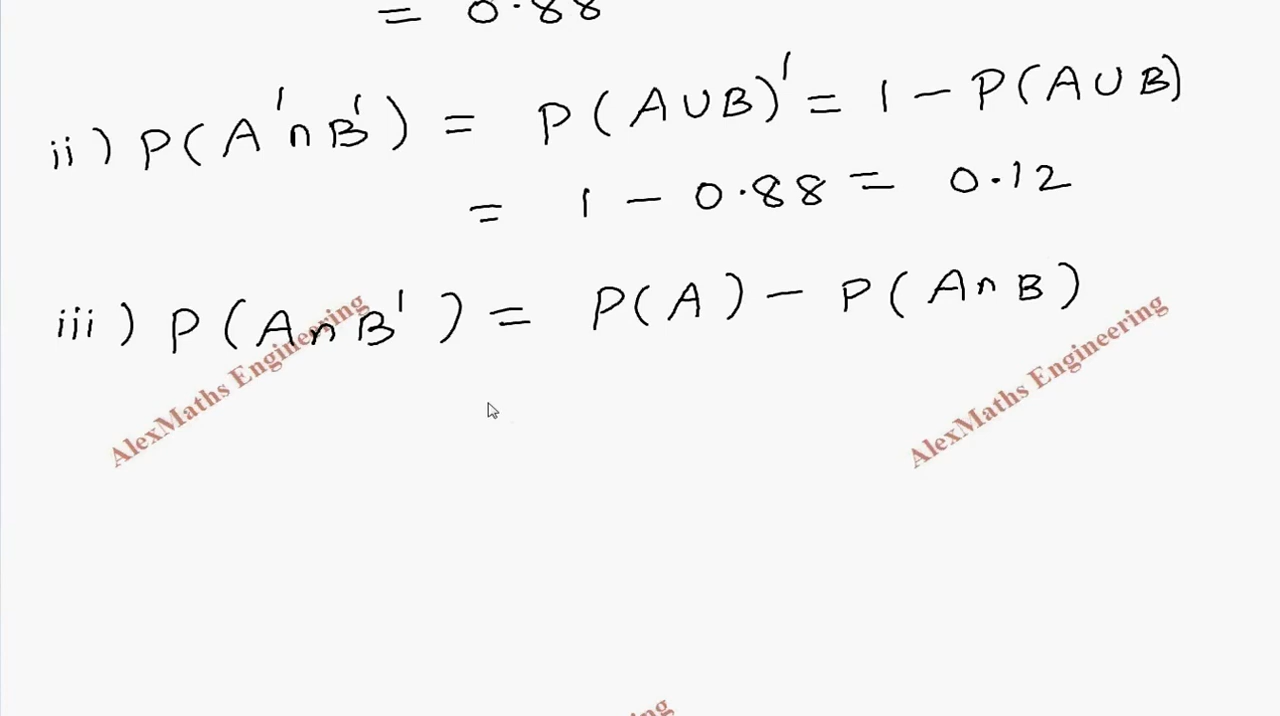 = 0.88
ii) P(A'∩B') = P(A∪B)' = 1 - P(A∪B)
= 1 - 0.88 = 0.12
iii) P(A∩B') = P(A) - P(A∩B)
AlexMaths Engineering
AlexMaths Engineering